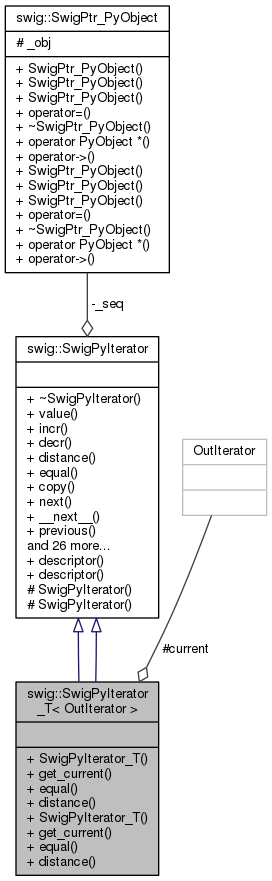 swig::SwigPtr_PyObject
# _obj
+ SwigPtr_PyObject()
+ SwigPtr_PyObject()
+ SwigPtr_PyObject()
+ operator=()
+ ~SwigPtr_PyObject()
+ operator PyObject *()
+ operator->()
+ SwigPtr_PyObject()
+ SwigPtr_PyObject()
+ SwigPtr_PyObject()
+ operator=()
+ ~SwigPtr_PyObject()
+ operator PyObject *()
+ operator->()
-_seq
swig::SwigPyIterator
+ ~SwigPyIterator()
+ value()
+ incr()
+ decr()
+ distance()
+ equal()
+ copy()
+ next()
+ __next__()
+ previous()
and 26 more...
+ descriptor()
+ descriptor()
# SwigPyIterator()
# SwigPyIterator()
OutIterator
#current
swig::SwigPyIterator
_T< OutIterator >
+ SwigPyIterator_T()
+ get_current()
+ equal()
+ distance()
+ SwigPyIterator_T()
+ get_current()
+ equal()
+ distance()